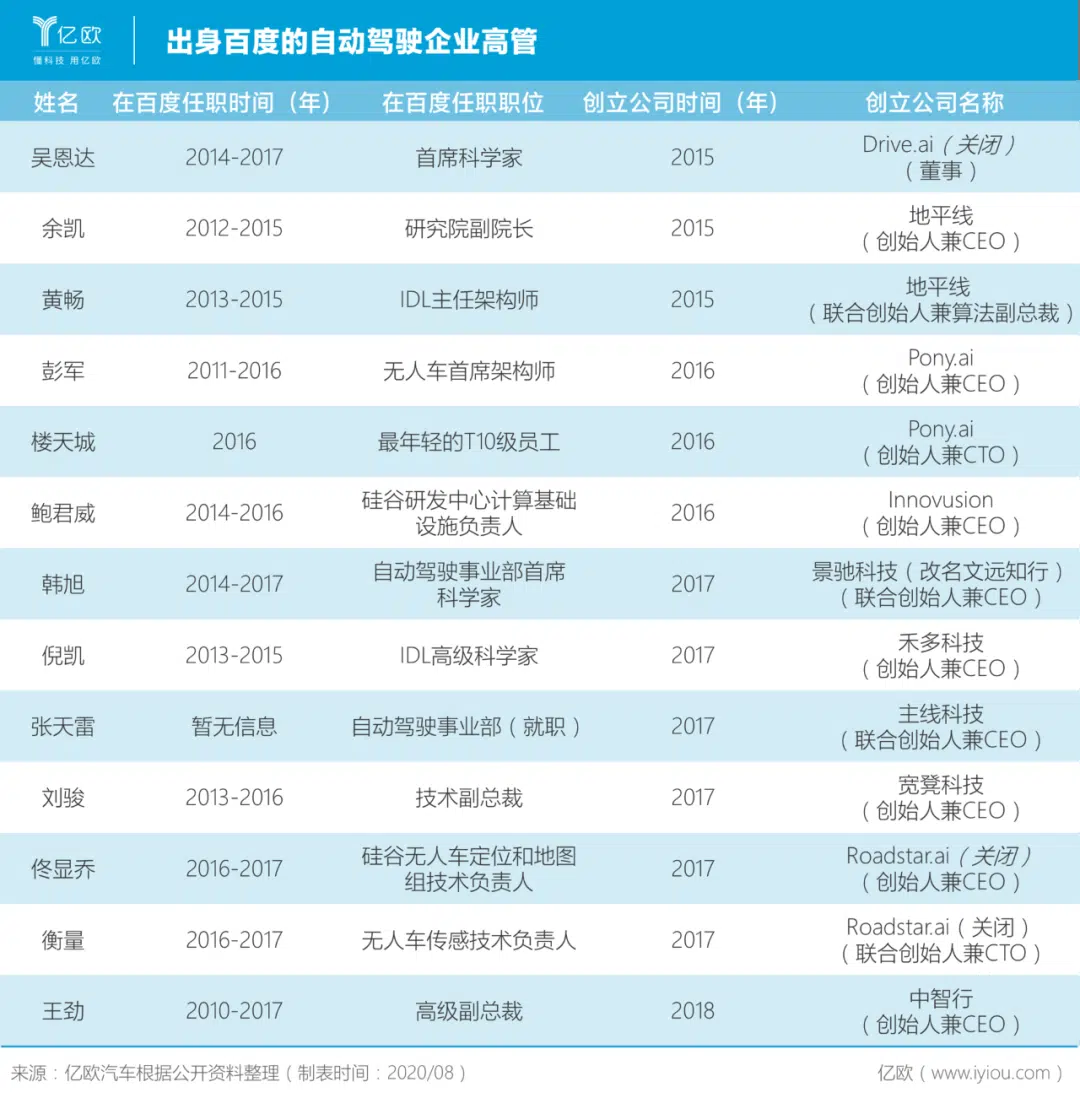 亿欧
懂科技 用亿欧
出身百度的自动驾驶企业高管
姓名 在百度任职时间（年） 在百度任职职位 创立公司时间（年） 创立公司名称
吴恩达 2014-2017 首席科学家 2015 Drive.ai（关闭）
（董事）
余凯 2012-2015 研究院副院长 2015 地平线
（创始人兼CEO）
黄畅 2013-2015 IDL主任架构师 2015 地平线
（联合创始人兼算法副总裁）
彭军 2011-2016 无人车首席架构师 2016 Pony.ai
（创始人兼CEO）
楼天城 2016 最年轻的T10级员工 2016 Pony.ai
（创始人兼CTO）
鲍君威 2014-2016 硅谷研发中心计算基础
设施负责人 2016 Innovusion
（创始人兼CEO）
韩旭 2014-2017 自动驾驶事业部首席
科学家 2017 景驰科技（改名文远知行）
（联合创始人兼CEO）
倪凯 2013-2015 IDL高级科学家 2017 禾多科技
（创始人兼CEO）
张天雷 暂无信息 自动驾驶事业部（就职） 2017 主线科技
（联合创始人兼CEO）
刘骏 2013-2016 技术副总裁 2017 宽凳科技
（创始人兼CEO）
佟显乔 2016-2017 硅谷无人车定位和地图
组技术负责人 2017 Roadstar.ai（关闭）
（创始人兼CEO）
衡量 2016-2017 无人车传感技术负责人 2017 Roadstar.ai（关闭）
（联合创始人兼CTO）
王劲 2010-2017 高级副总裁 2018 中智行
（创始人兼CEO）
来源：亿欧汽车根据公开资料整理（制表时间：2020/08） 亿欧（www.iyiou.com）